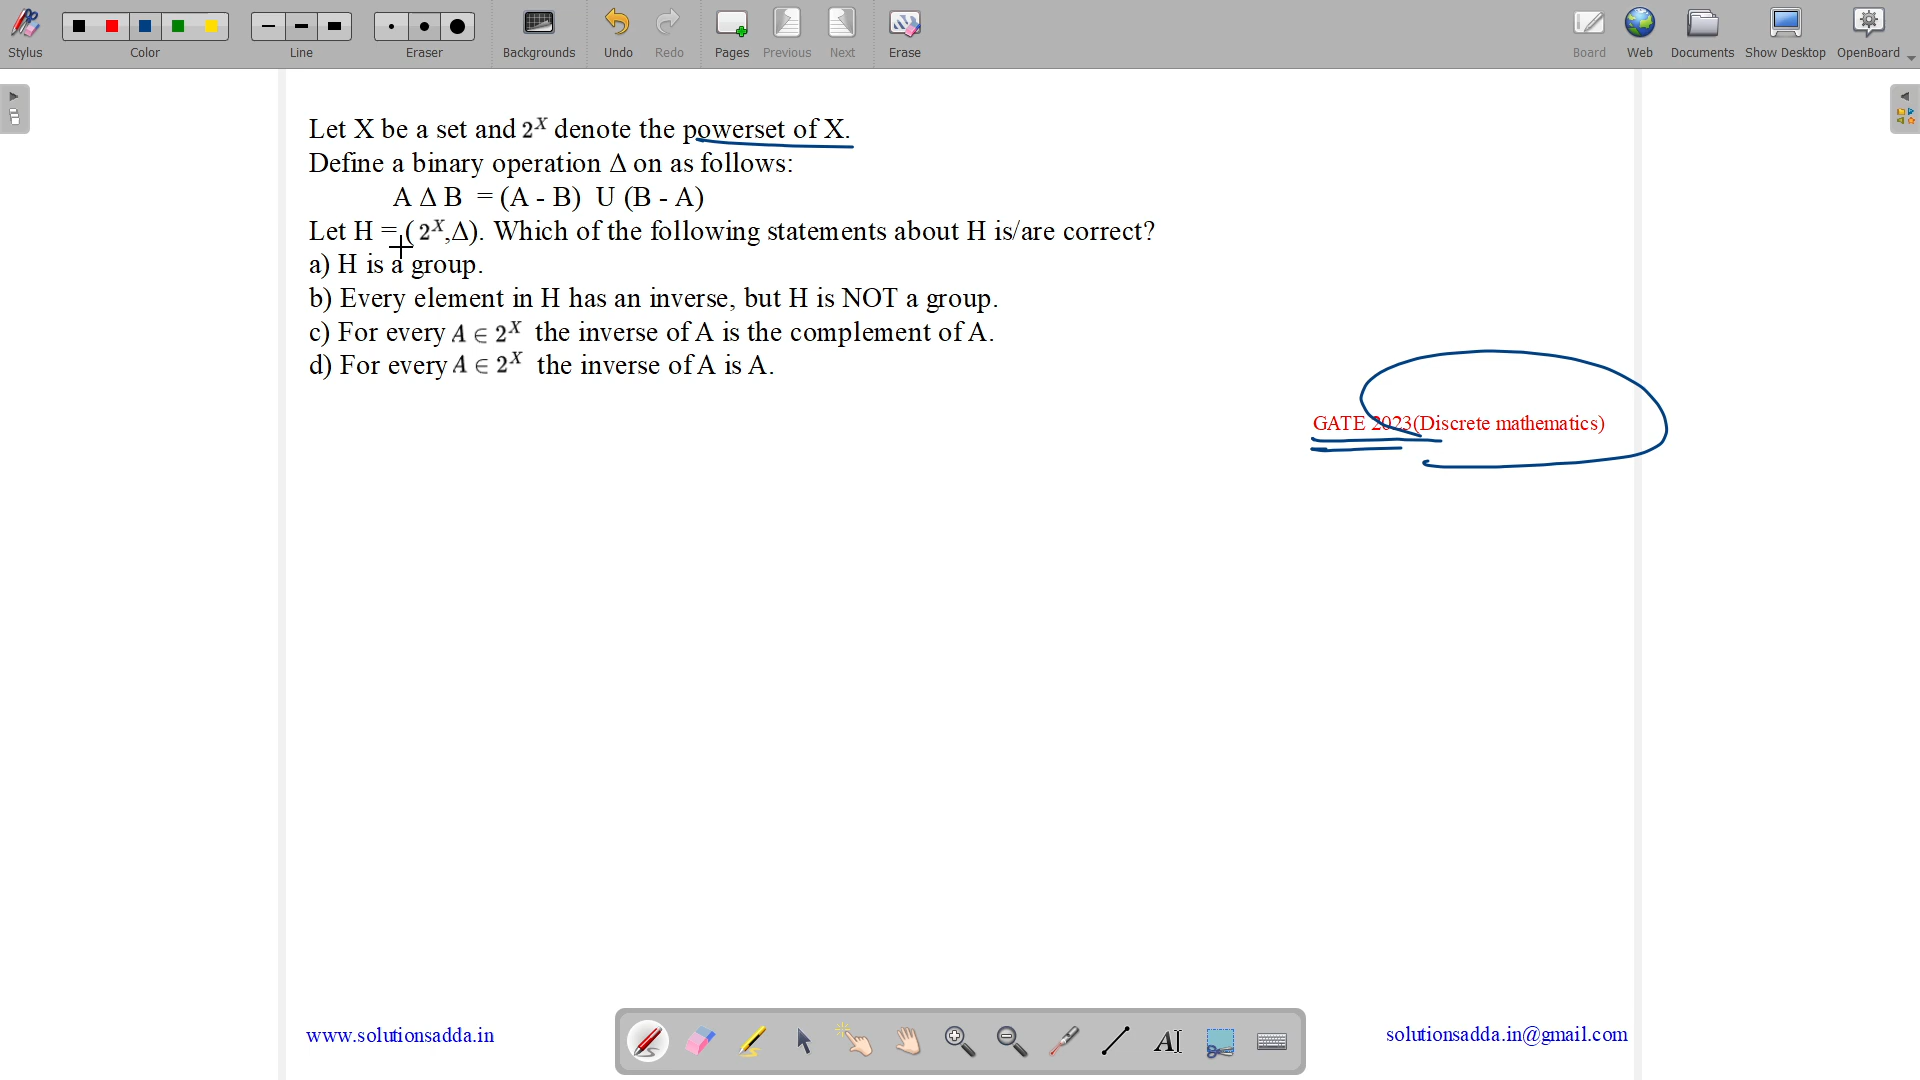 Stylus
Color
Line
Eraser
Backgrounds
Undo
Redo
Pages
Previous
Next
Erase
Board
Web
Documents
Show Desktop
OpenBoard
Let X be a set and 2^X denote the powerset of X.
Define a binary operation Δ on as follows:
A Δ B = (A - B) U (B - A)
Let H = ( 2^X,Δ). Which of the following statements about H is/are correct?
a) H is a group.
b) Every element in H has an inverse, but H is NOT a group.
c) For every A ∈ 2^X the inverse of A is the complement of A.
d) For every A ∈ 2^X the inverse of A is A.
GATE 2023(Discrete mathematics)
www.solutionsadda.in
solutionsadda.in@gmail.com